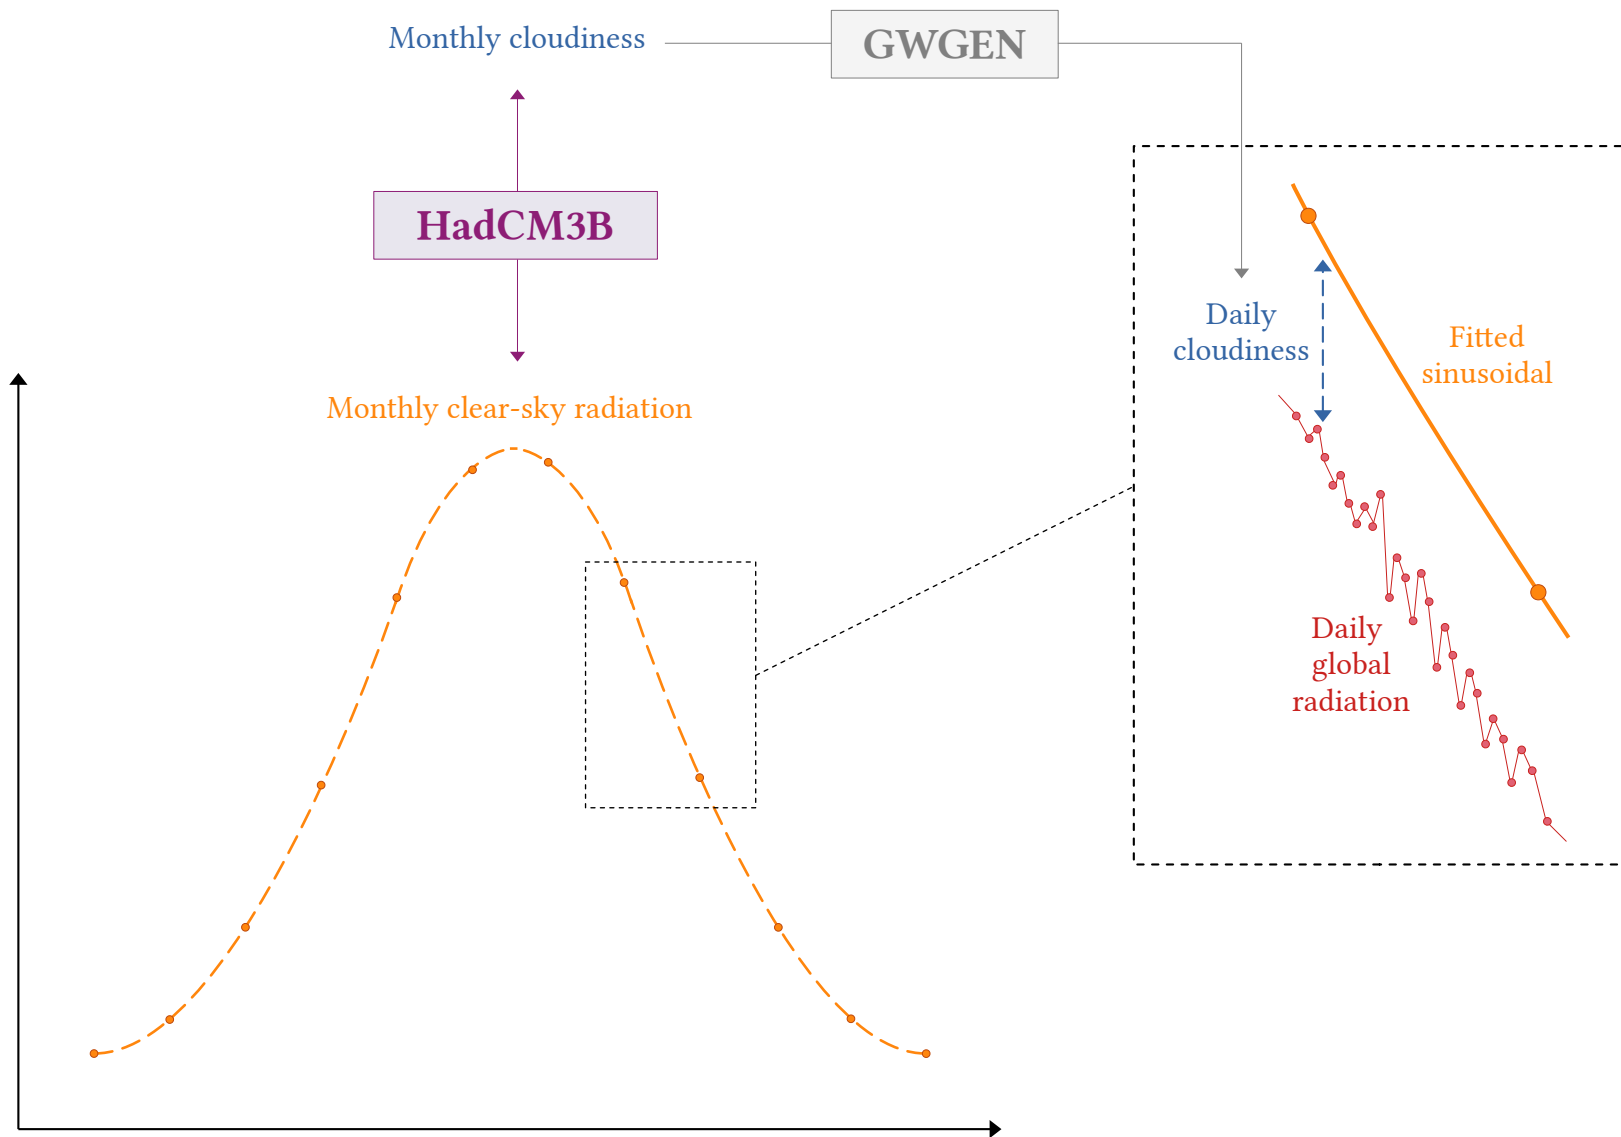 Monthly cloudiness
GWGEN
HadCM3B
Monthly clear-sky radiation
Daily
cloudiness
Fitted
sinusoidal
Daily
global
radiation